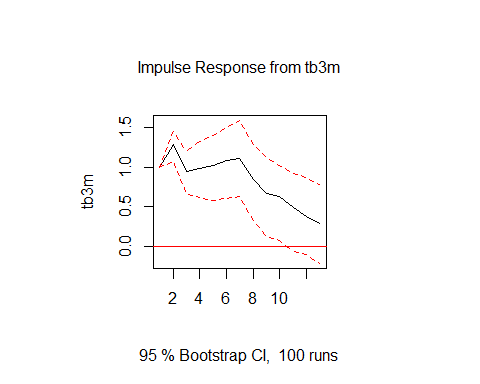 Impulse Response from tb3m
tb3m
1.5
1.0
0.5
0.0
2 4 6 8 10
95 % Bootstrap CI, 100 runs